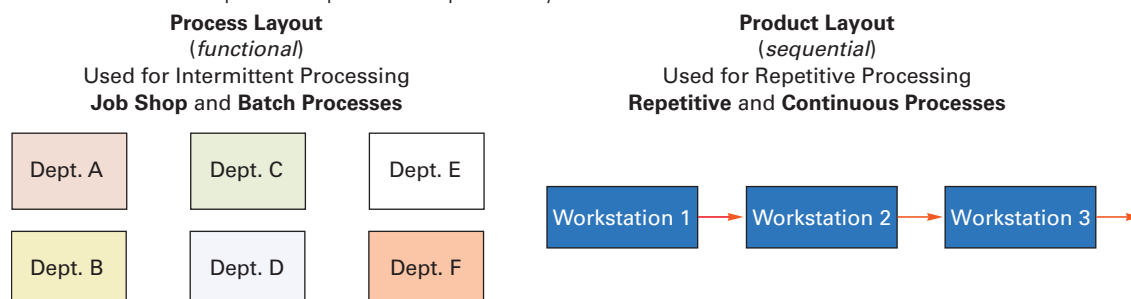 Process Layout
(functional)
Used for Intermittent Processing
Job Shop and Batch Processes
Dept. A
Dept. C
Dept. E
Dept. B
Dept. D
Dept. F
Product Layout
(sequential)
Used for Repetitive Processing
Repetitive and Continuous Processes
Workstation 1
Workstation 2
Workstation 3